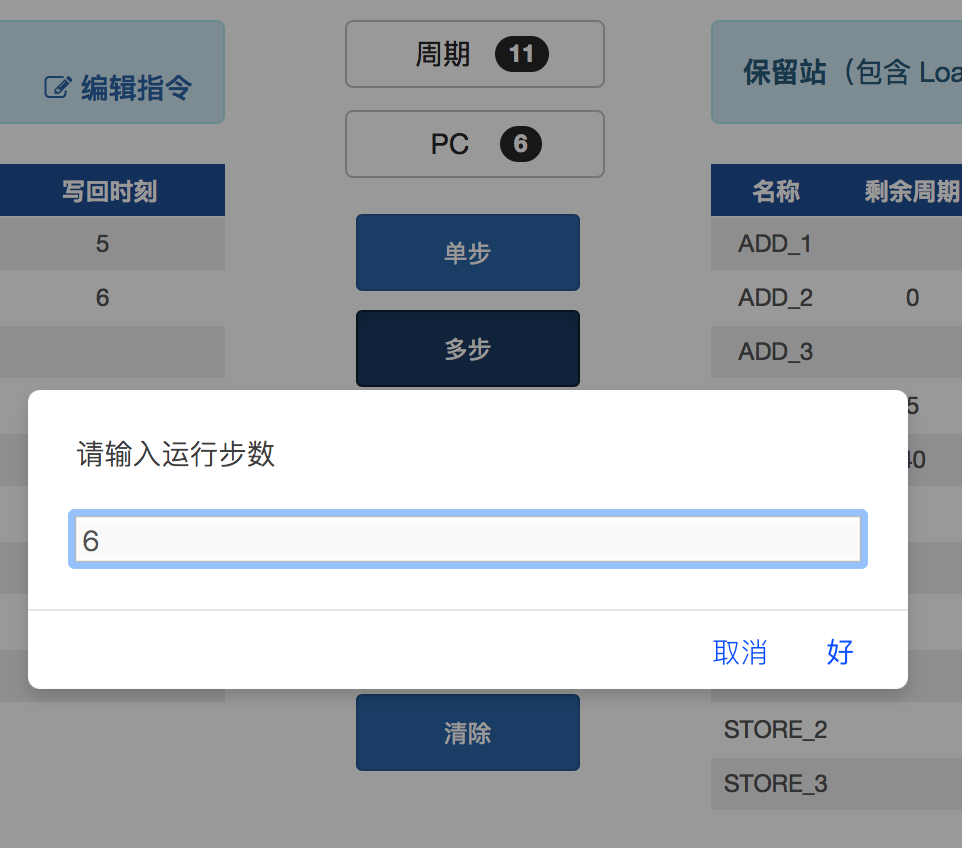 编辑指令
周期 11
PC 6
保留站（包含 Loa
写回时刻
5
6
单步
多步
名称 剩余周期
ADD_1
ADD_2 0
ADD_3
5
40
请输入运行步数
6
取消 好
清除
STORE_2
STORE_3